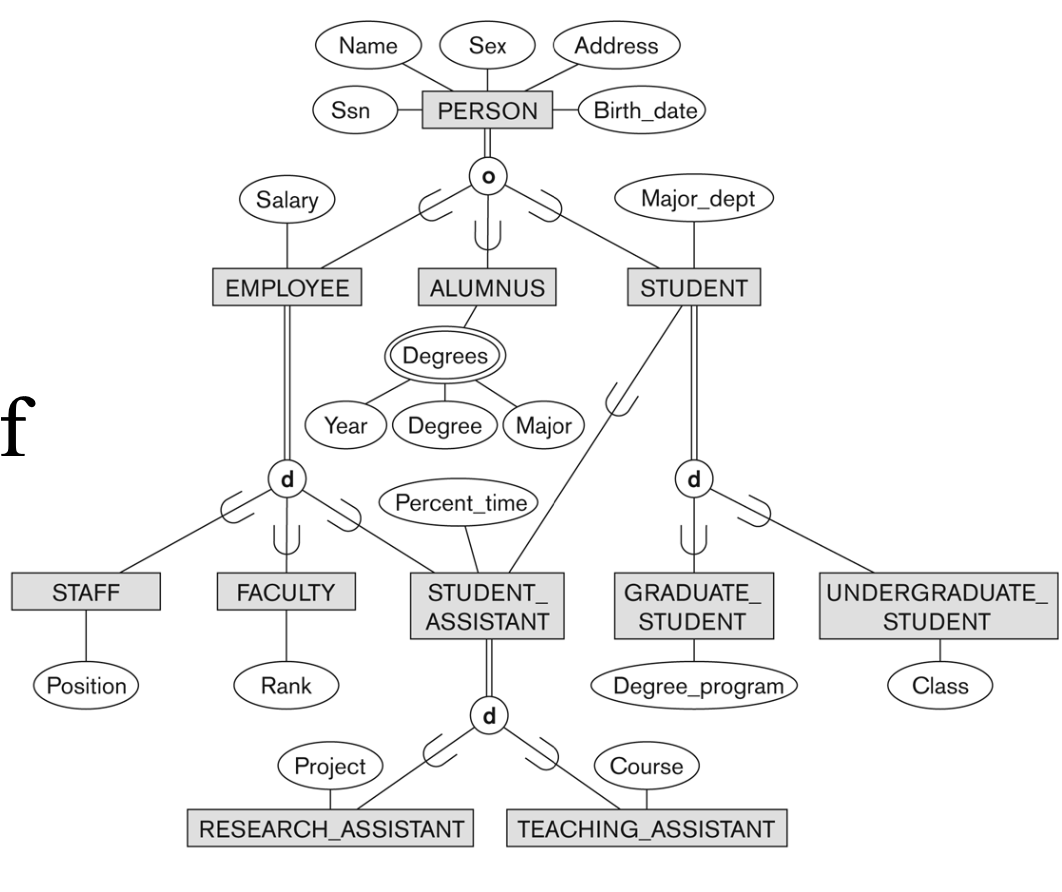 Name
Sex
Address
Ssn
PERSON
Birth_date
o
Salary
Major_dept
EMPLOYEE
ALUMNUS
STUDENT
Degrees
f
Year
Degree
Major
d
d
Percent_time
STAFF
FACULTY
STUDENT_
ASSISTANT
GRADUATE_
STUDENT
UNDERGRADUATE_
STUDENT
Position
Rank
Degree_program
Class
d
Project
Course
RESEARCH_ASSISTANT
TEACHING_ASSISTANT